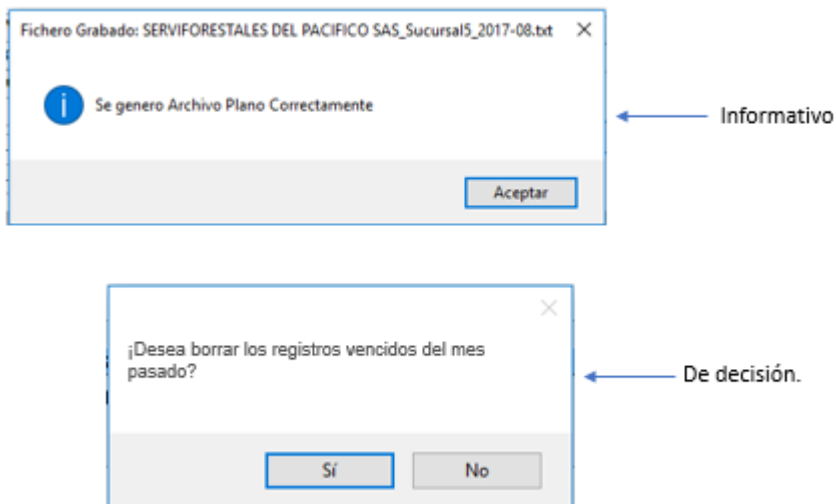 Fichero Grabado: SERVIFORESTALES DEL PACIFICO SAS_Sucursal5_2017-08.txt
Se genero Archivo Plano Correctamente
Informativo
Aceptar
¡Desea borrar los registros vencidos del mes
pasado?
De decisión.
Sí
No